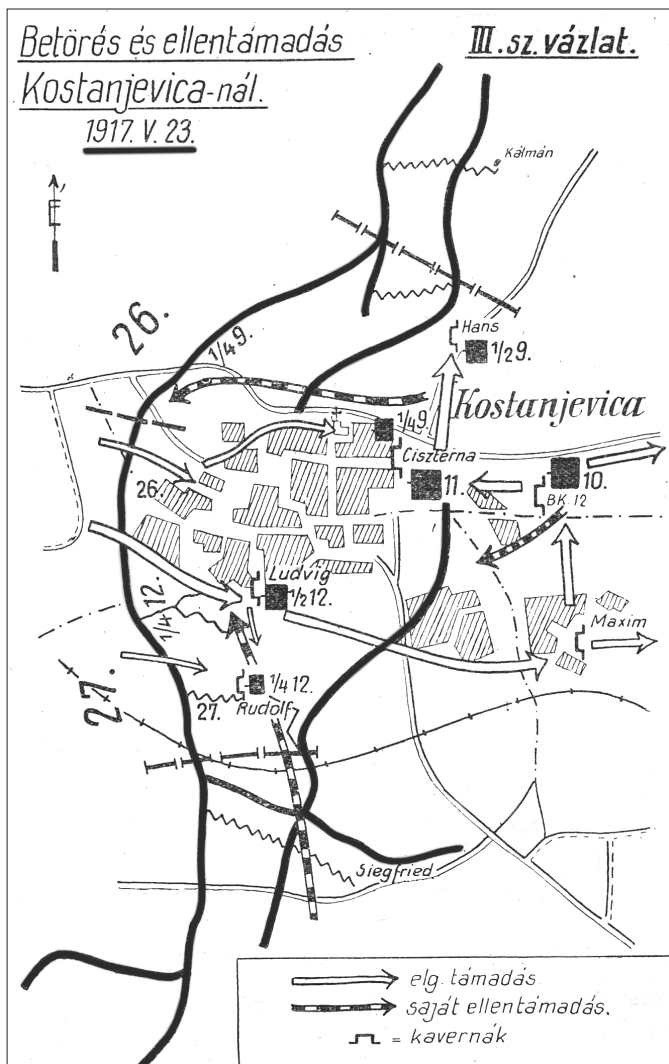 Betörés és ellentámadás
Kostanjevica-nál.
1917. V. 23.
III. sz. vázlat.
É
Kálmán
26.
1/4 9.
Hans
1/2 9.
Kostanjevica
1/4 9.
Ciszterna
26.
11.
10.
BK. 12
Ludvig
1/2 12.
1/4 12.
Maxim
27.
1/4 12.
27.
Rudolf
Siegfried
elg. támadás
saját ellentámadás.
= kavernák